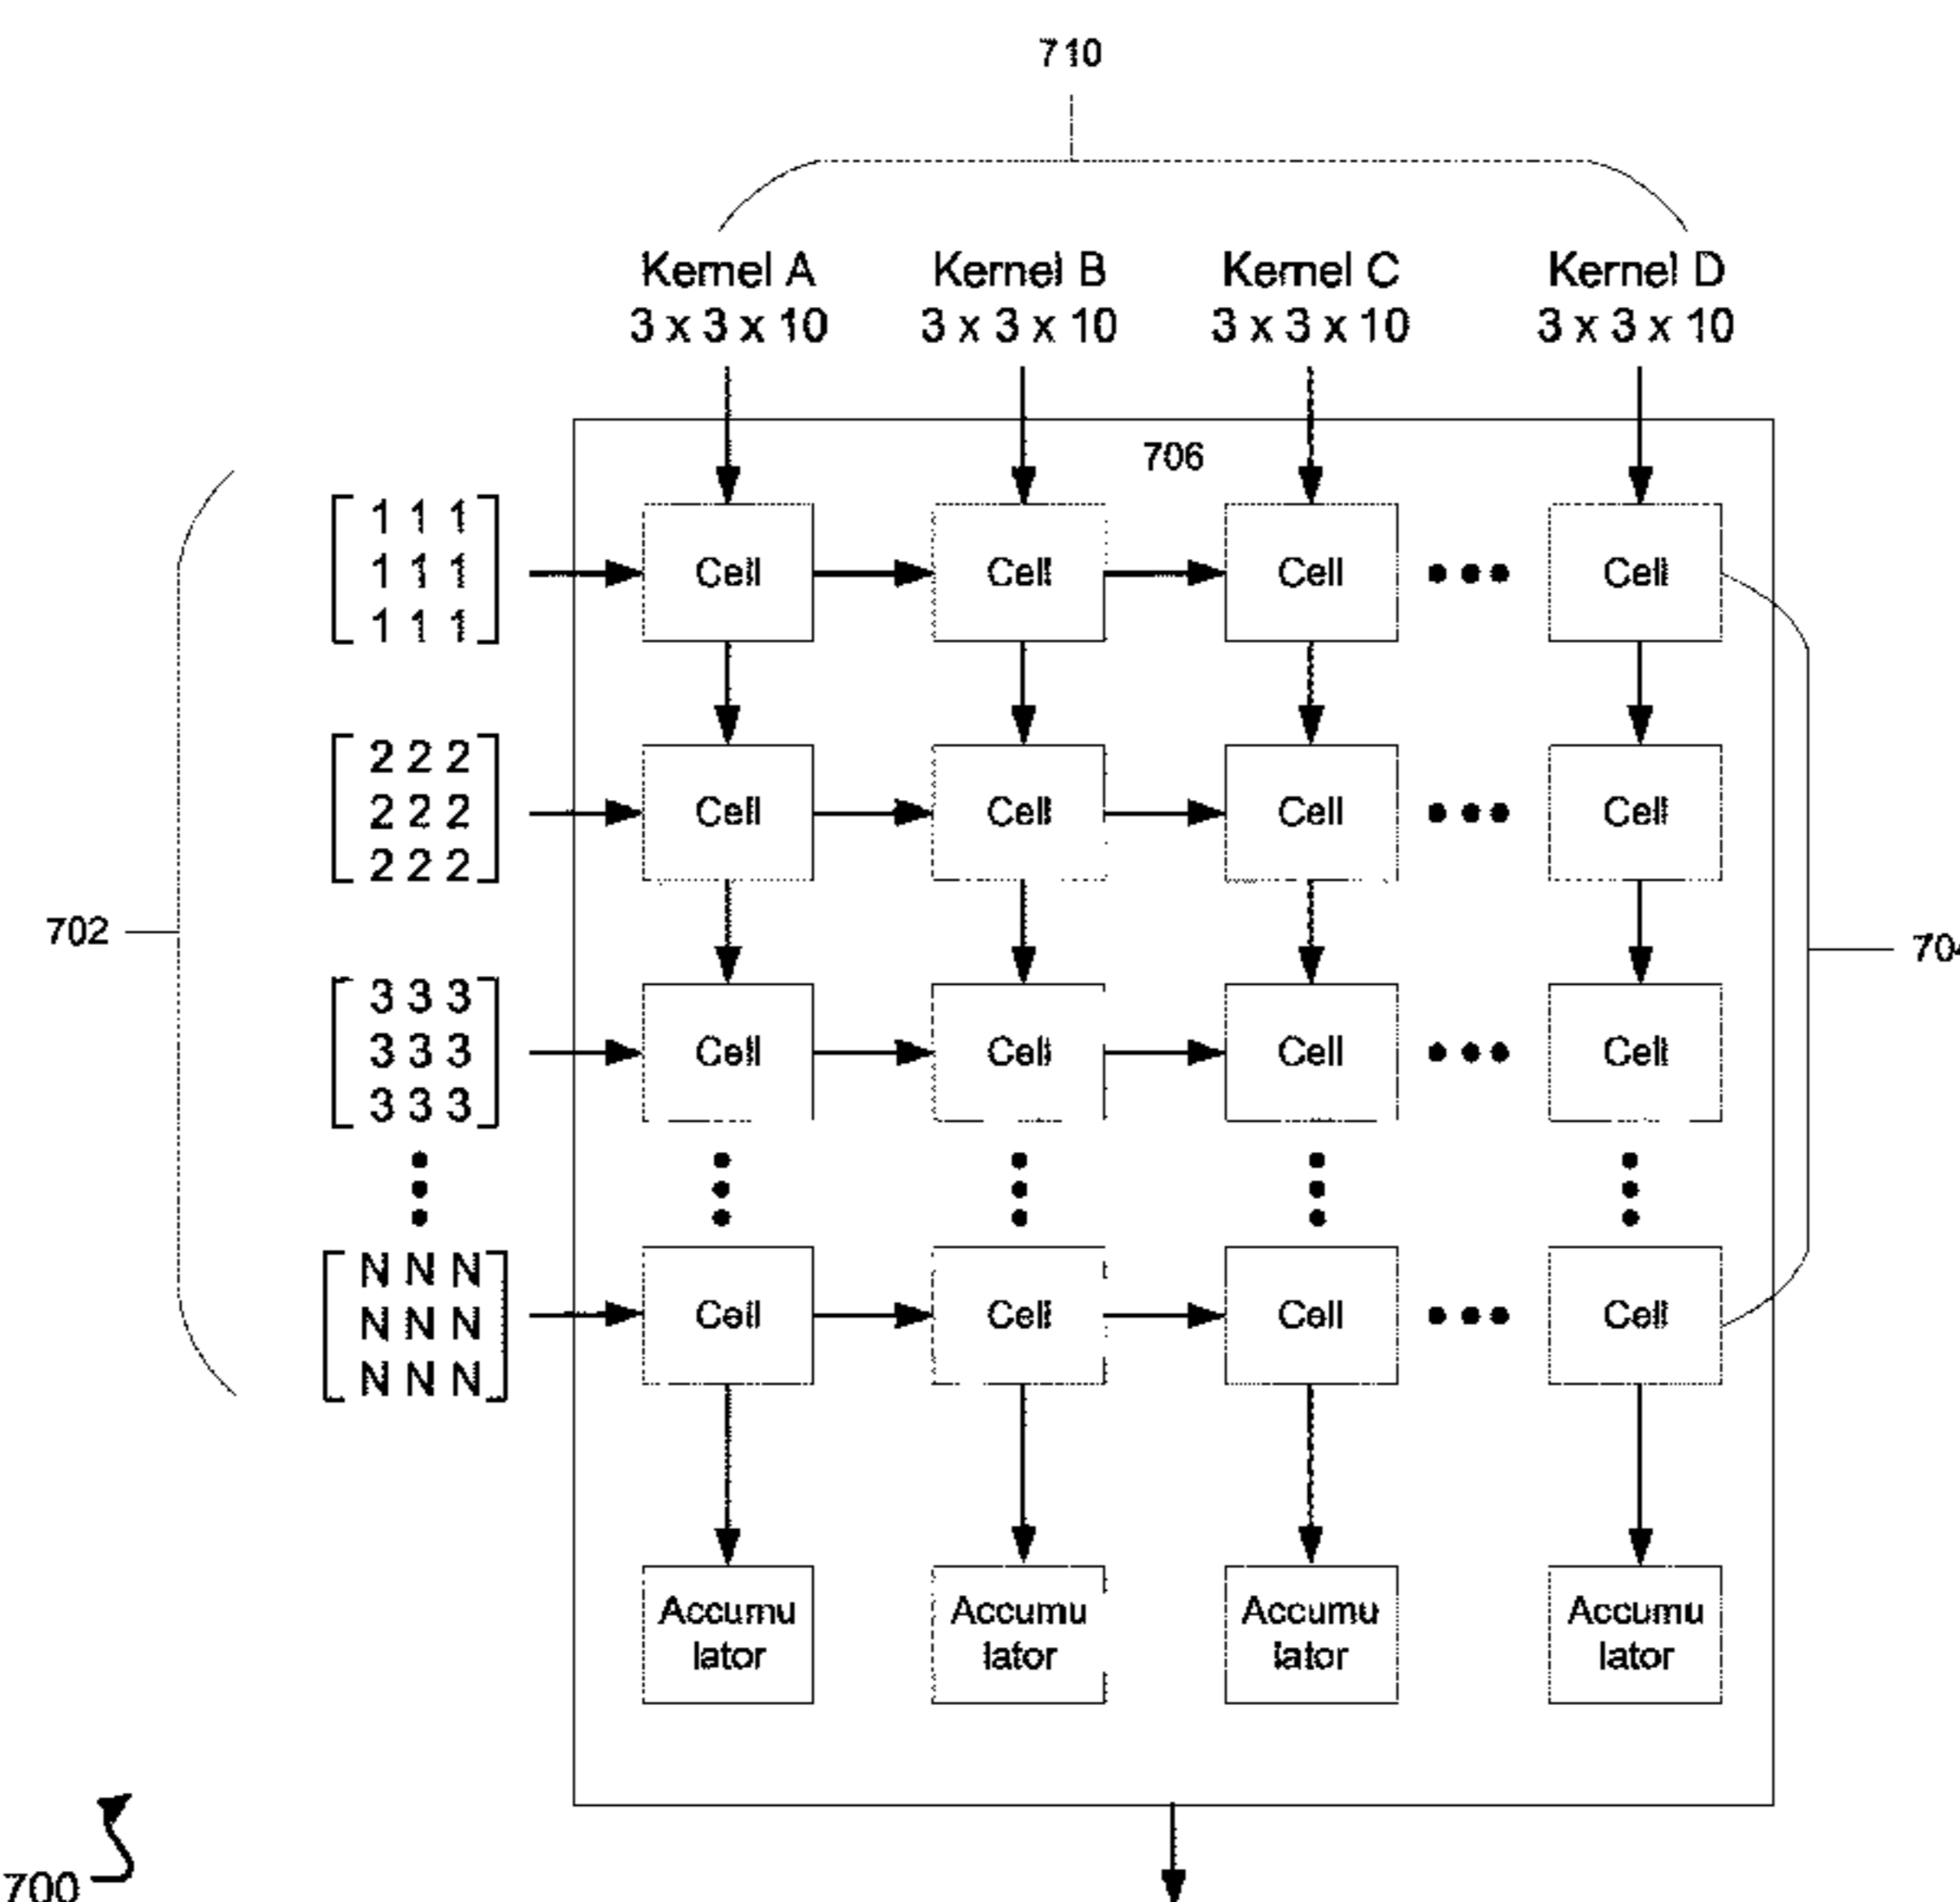 710
Kernel A Kernel B Kernel C Kernel D
3 x 3 x 10 3 x 3 x 10 3 x 3 x 10 3 x 3 x 10
706
1 1 1
1 1 1
1 1 1
Cell Cell Cell Cell
2 2 2
2 2 2
2 2 2
Cell Cell Cell Cell
702
3 3 3
3 3 3
3 3 3
Cell Cell Cell Cell
N N N
N N N
N N N
Cell Cell Cell Cell
Accumu Accumu Accumu Accumu
lator lator lator lator
700